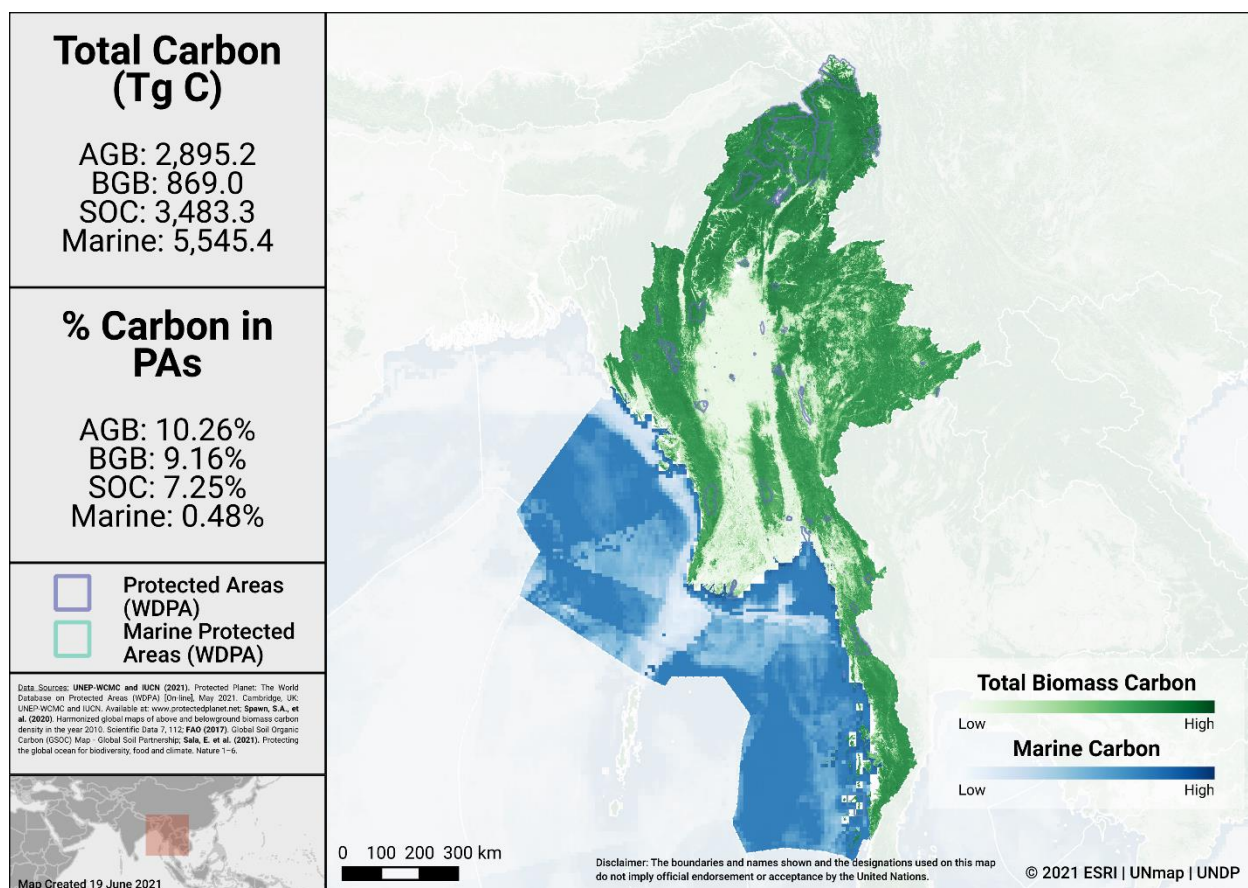 Total Carbon
(Tg C)
AGB: 2,895.2
BGB: 869.0
SOC: 3,483.3
Marine: 5,545.4
% Carbon in
PAs
AGB: 10.26%
BGB: 9.16%
SOC: 7.25%
Marine: 0.48%
Protected Areas
(WDPA)
Marine Protected
Areas (WDPA)
Data Sources: UNEP-WCMC and IUCN (2021). Protected Planet: The World
Database on Protected Areas (WDPA) [On-line], May 2021. Cambridge, UK:
UNEP-WCMC and IUCN. Available at: www.protectedplanet.net; Spawn, S.A., et
al. (2020). Harmonized global maps of above and belowground biomass carbon
density in the year 2010. Scientific Data 7, 112; FAO (2017). Global Soil Organic
Carbon (GSOC) Map - Global Soil Partnership; Sala, E. et al. (2021). Protecting
the global ocean for biodiversity, food and climate. Nature 1–6.
Map Created 19 June 2021
0 100 200 300 km
Disclaimer: The boundaries and names shown and the designations used on this map
do not imply official endorsement or acceptance by the United Nations.
Total Biomass Carbon
Low High
Marine Carbon
Low High
© 2021 ESRI | UNmap | UNDP